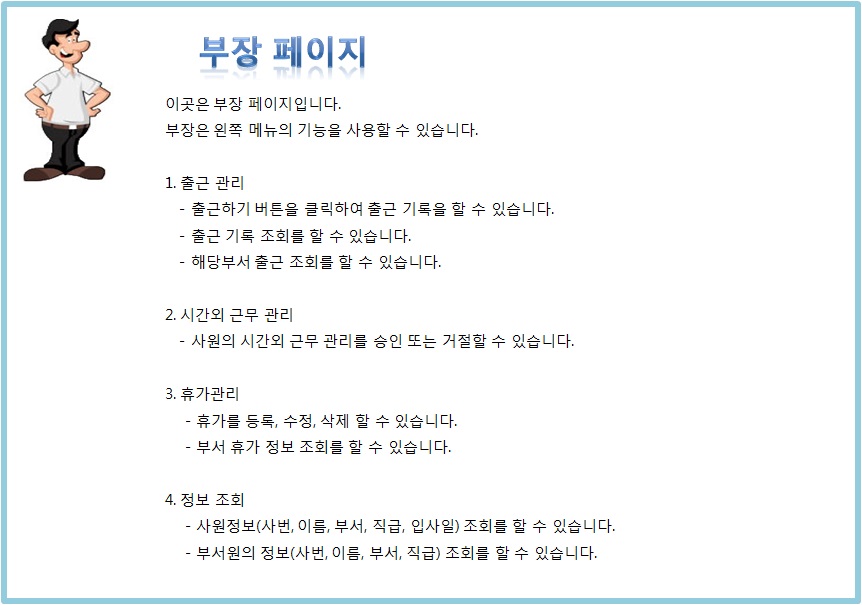 부장 페이지
이곳은 부장 페이지입니다.
부장은 왼쪽 메뉴의 기능을 사용할 수 있습니다.
1. 출근 관리
- 출근하기 버튼을 클릭하여 출근 기록을 할 수 있습니다.
- 출근 기록 조회를 할 수 있습니다.
- 해당부서 출근 조회를 할 수 있습니다.
2. 시간외 근무 관리
- 사원의 시간외 근무 관리를 승인 또는 거절할 수 있습니다.
3. 휴가관리
- 휴가를 등록, 수정, 삭제 할 수 있습니다.
- 부서 휴가 정보 조회를 할 수 있습니다.
4. 정보 조회
- 사원정보(사번, 이름, 부서, 직급, 입사일) 조회를 할 수 있습니다.
- 부서원의 정보(사번, 이름, 부서, 직급) 조회를 할 수 있습니다.